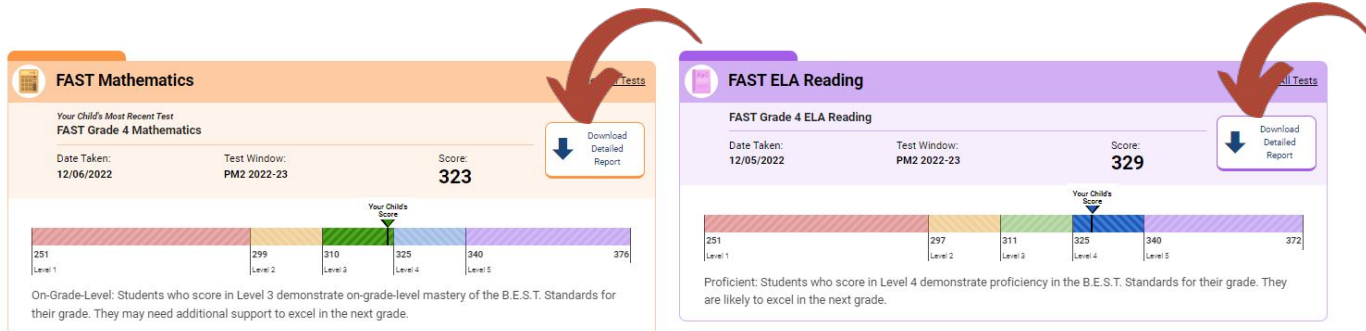 FAST Mathematics
Tests
Your Child's Most Recent Test
FAST Grade 4 Mathematics
Date Taken:
Test Window:
Score:
12/06/2022
PM2 2022-23
323
Download
Detailed
Report
Your Child's
Score
251
299
310
325
340
376
Level 1
Level 2
Level 3
Level 4
Level 5
On-Grade-Level: Students who score in Level 3 demonstrate on-grade-level mastery of the B.E.S.T. Standards for
their grade. They may need additional support to excel in the next grade.
FAST ELA Reading
All Tests
FAST Grade 4 ELA Reading
Date Taken:
Test Window:
Score:
12/05/2022
PM2 2022-23
329
Download
Detailed
Report
Your Child's
Score
251
297
311
325
340
372
Level 1
Level 2
Level 3
Level 4
Level 5
Proficient: Students who score in Level 4 demonstrate proficiency in the B.E.S.T. Standards for their grade. They
are likely to excel in the next grade.